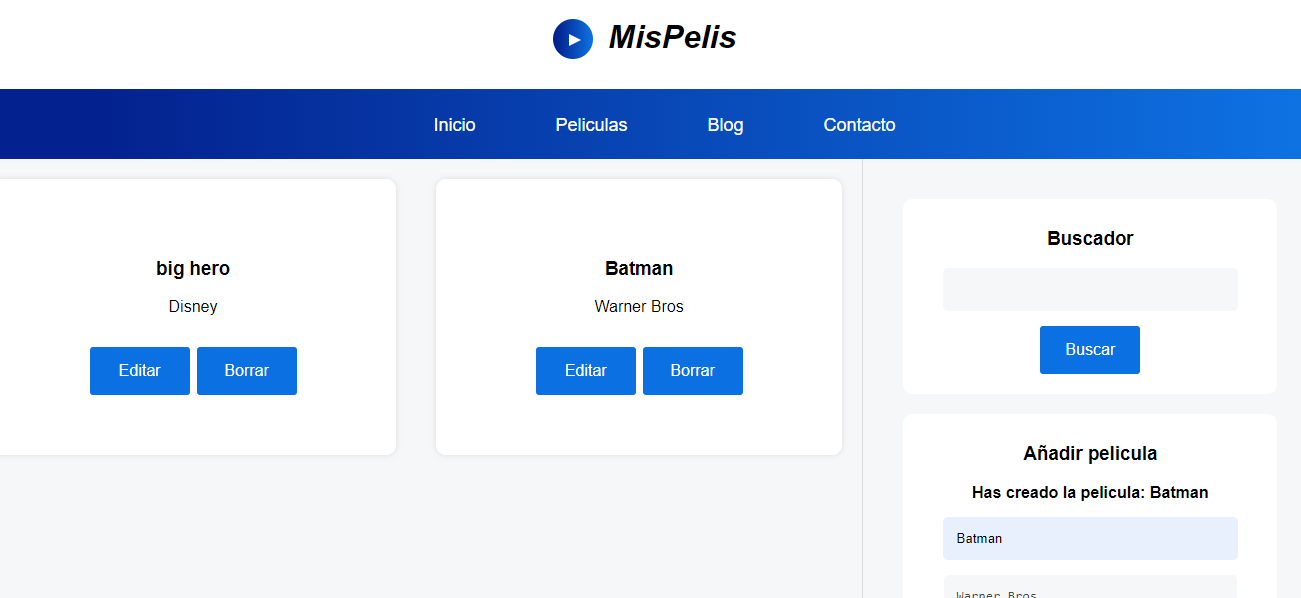 MisPelis
Inicio Peliculas Blog Contacto
big hero
Disney
Editar Borrar
Batman
Warner Bros
Editar Borrar
Buscador
Buscar
Añadir pelicula
Has creado la pelicula: Batman
Batman
Warner Bros